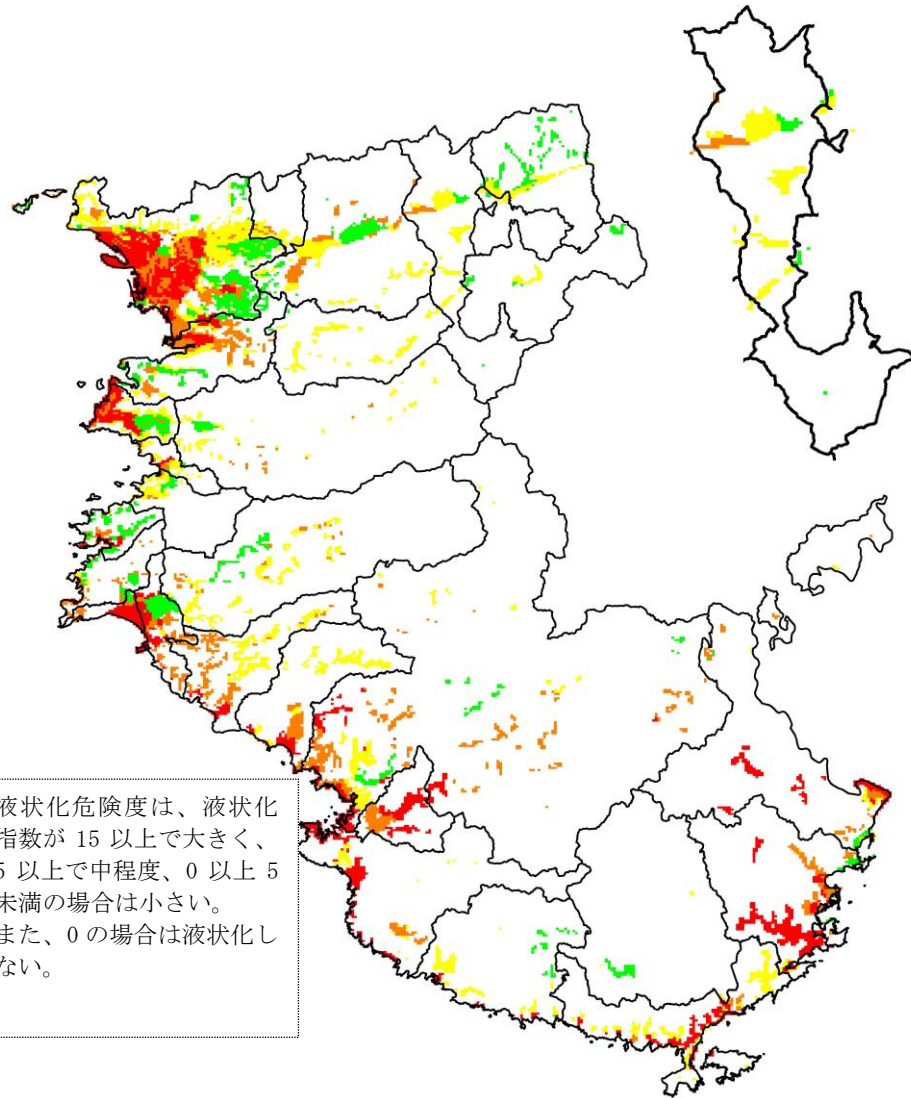 液状化危険度は、液状化
指数が 15 以上で大きく、
5 以上で中程度、0 以上 5
未満の場合は小さい。
また、0 の場合は液状化し
ない。